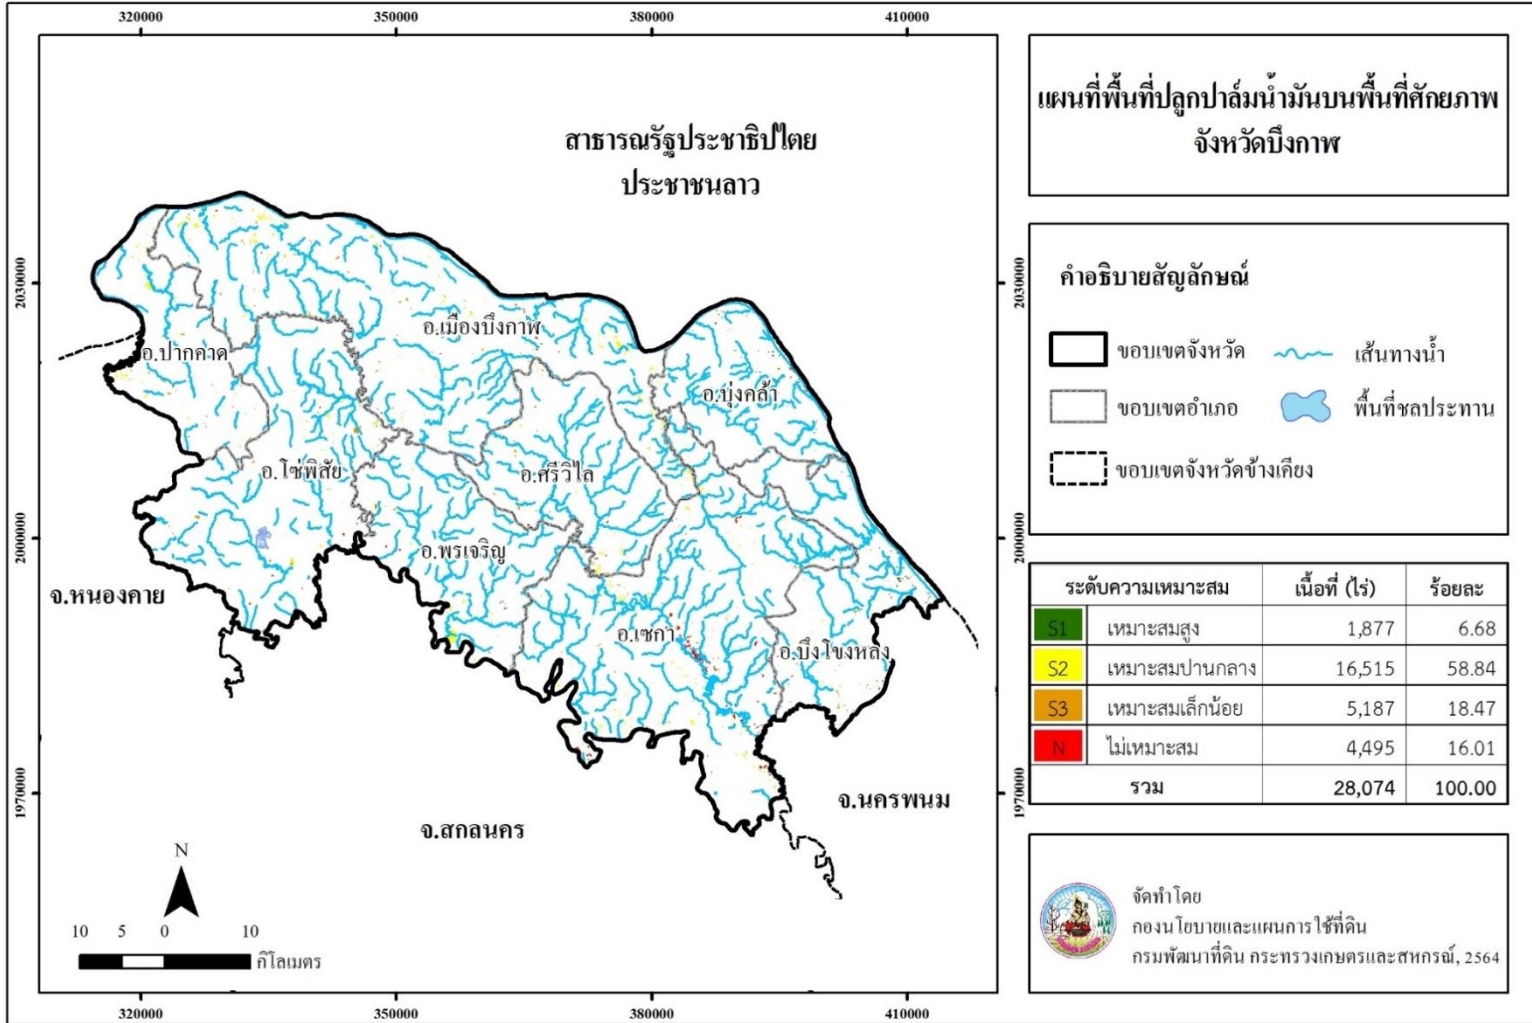 320000
350000
380000
410000
แผนที่พื้นที่ปลูกปาล์มน้ำมันบนพื้นที่ศักยภาพ
จังหวัดบึงกาฬ
สาธารณรัฐประชาธิปไตย
ประชาชนลาว
2030000
2030000
คำอธิบายสัญลักษณ์
ขอบเขตจังหวัด
เส้นทางน้ำ
ขอบเขตอำเภอ
พื้นที่ชลประทาน
ขอบเขตจังหวัดข้างเคียง
อ.เมืองบึงกาฬ
อ.ปากคาด
อ.บุ่งคล้า
อ.โซ่พิสัย
อ.ศรีวิไล
อ.พรเจริญ
อ.เซกา
อ.บึงโขงหลง
2000000
2000000
จ.หนองคาย
ระดับความเหมาะสม เนื้อที่ (ไร่) ร้อยละ
S1 เหมาะสมสูง 1,877 6.68
S2 เหมาะสมปานกลาง 16,515 58.84
S3 เหมาะสมเล็กน้อย 5,187 18.47
N ไม่เหมาะสม 4,495 16.01
รวม 28,074 100.00
1970000
1970000
จ.นครพนม
จ.สกลนคร
N
10 5 0 10
กิโลเมตร
จัดทำโดย
กองนโยบายและแผนการใช้ที่ดิน
กรมพัฒนาที่ดิน กระทรวงเกษตรและสหกรณ์, 2564
320000
350000
380000
410000